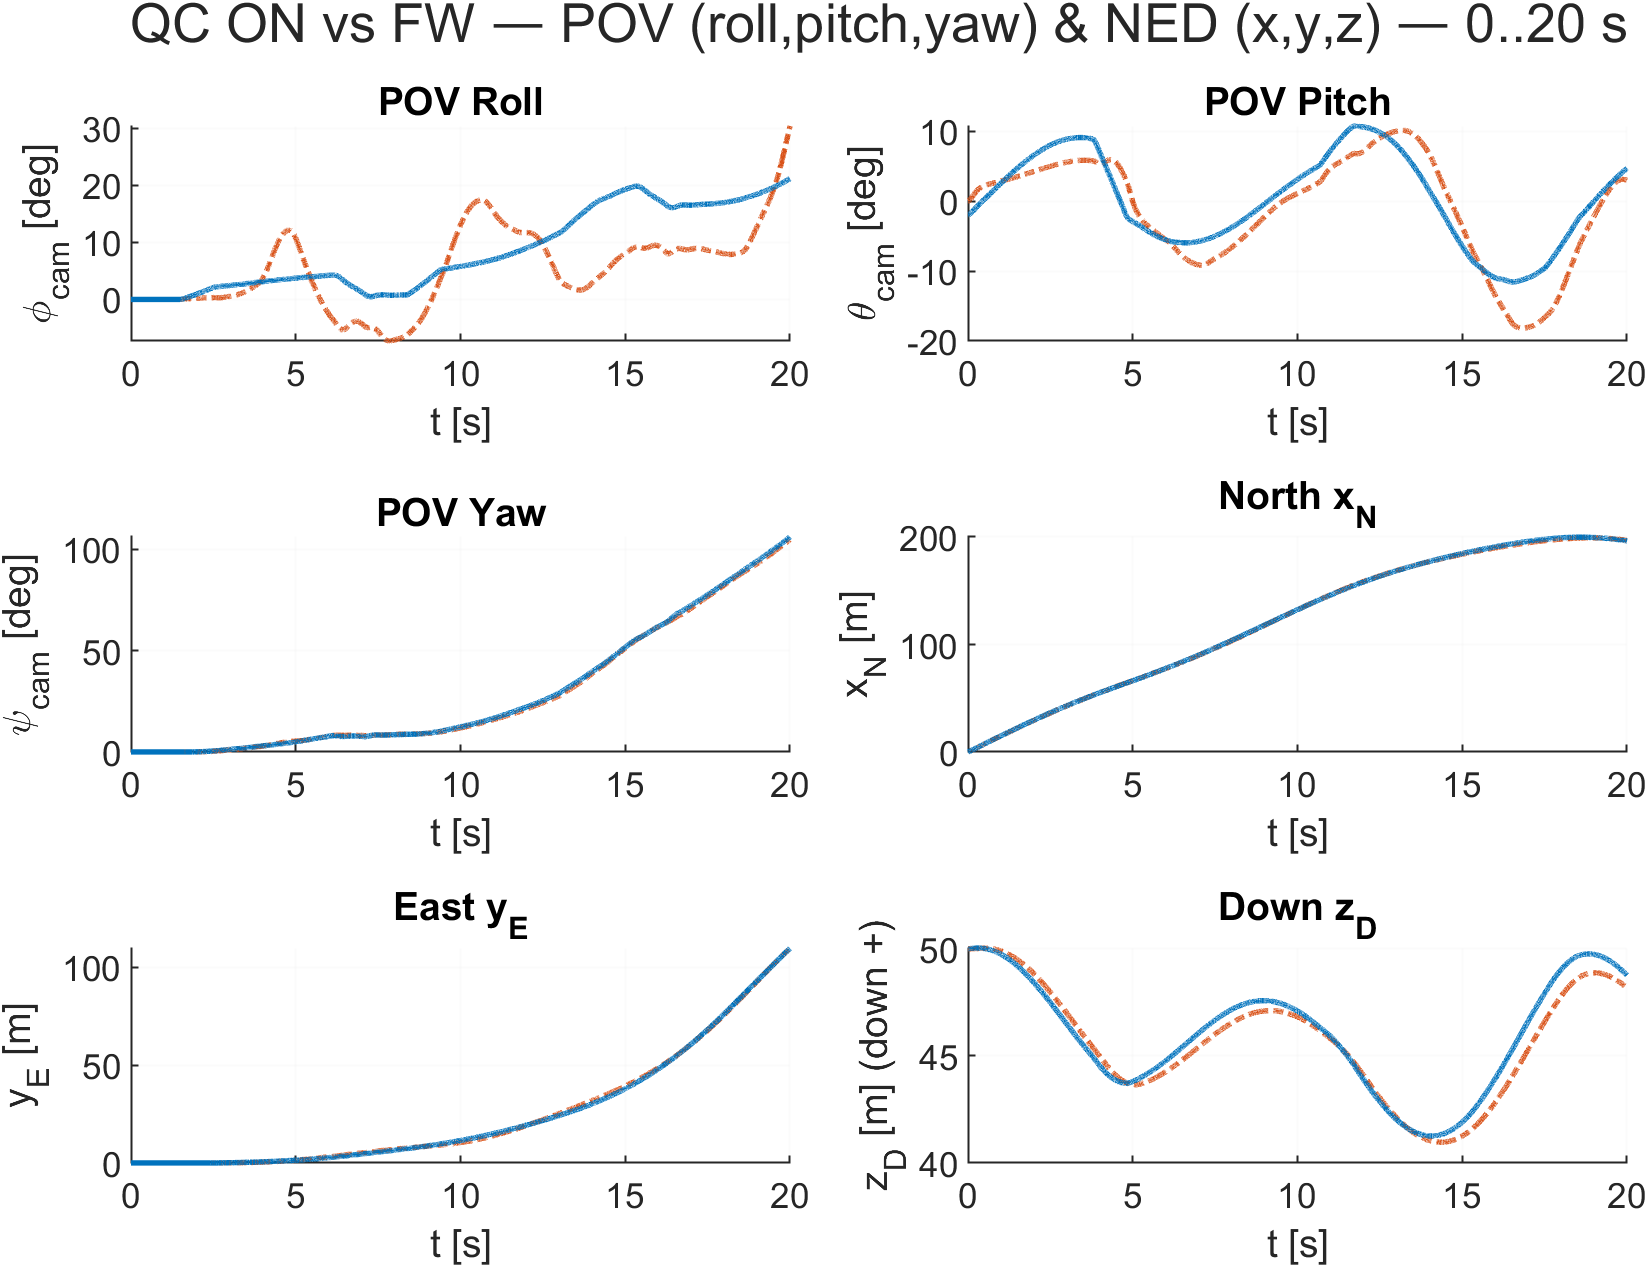 QC ON vs FW — POV (roll,pitch,yaw) & NED (x,y,z) — 0..20 s
POV Roll
30
20
10
0
ϕcam [deg]
0 5 10 15 20
t [s]
POV Pitch
10
0
-10
-20
θcam [deg]
0 5 10 15 20
t [s]
POV Yaw
100
50
0
ψcam [deg]
0 5 10 15 20
t [s]
North xN
200
100
0
xN [m]
0 5 10 15 20
t [s]
East yE
100
50
0
yE [m]
0 5 10 15 20
t [s]
Down zD
50
45
40
zD [m] (down +)
0 5 10 15 20
t [s]